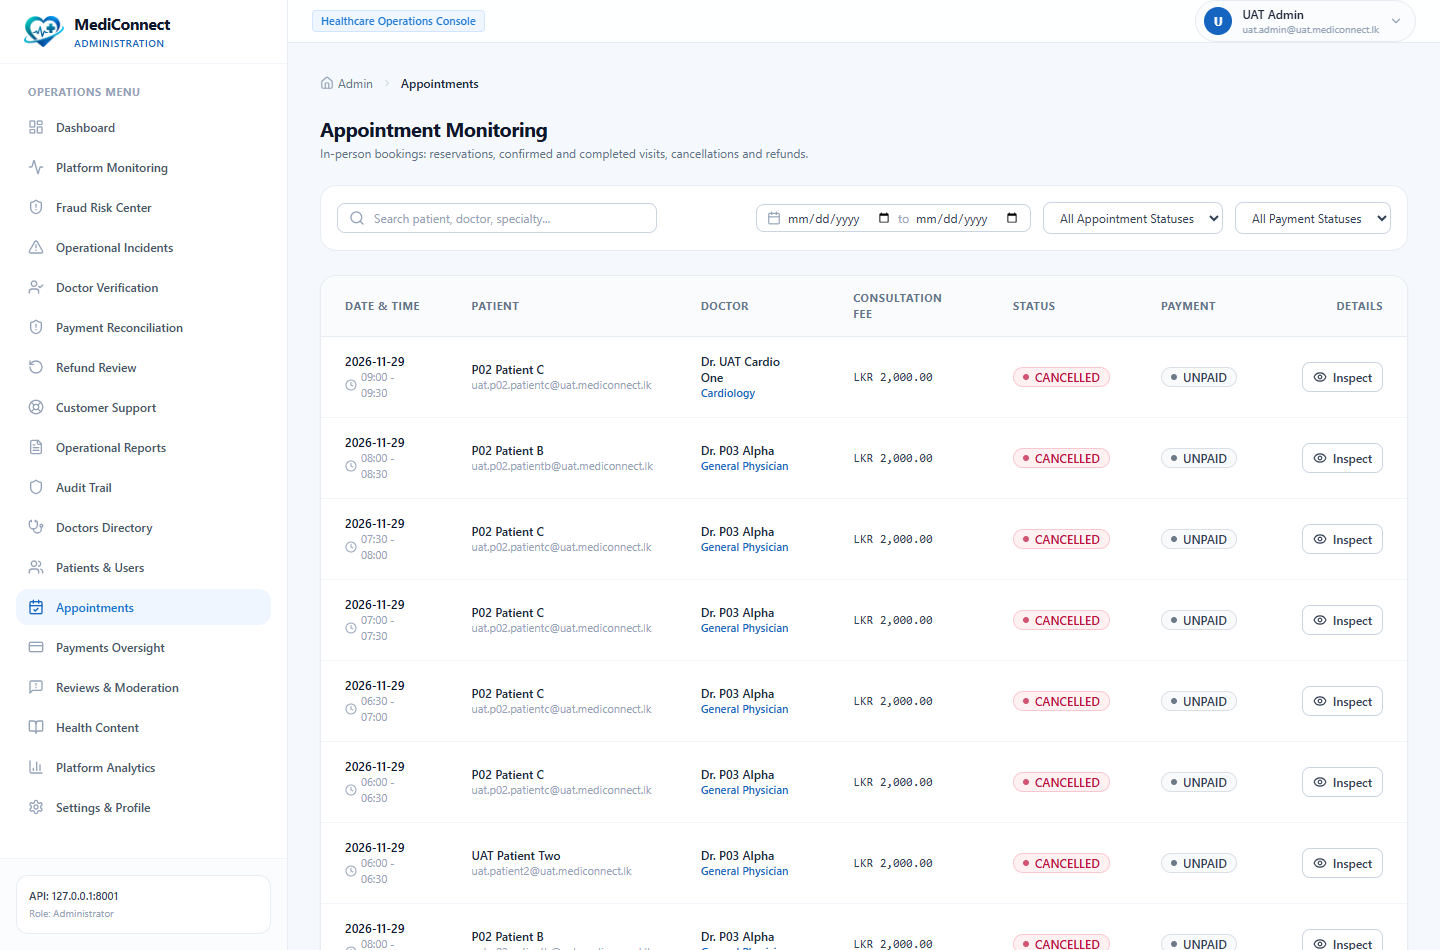 MediConnect
ADMINISTRATION
OPERATIONS MENU
Dashboard
Platform Monitoring
Fraud Risk Center
Operational Incidents
Doctor Verification
Payment Reconciliation
Refund Review
Customer Support
Operational Reports
Audit Trail
Doctors Directory
Patients & Users
Appointments
Payments Oversight
Reviews & Moderation
Health Content
Platform Analytics
Settings & Profile
API: 127.0.0.1:8001
Role: Administrator
Healthcare Operations Console
U
UAT Admin
uat.admin@uat.mediconnect.lk
Admin > Appointments
Appointment Monitoring
In-person bookings: reservations, confirmed and completed visits, cancellations and refunds.
Search patient, doctor, specialty...
mm/dd/yyyy to mm/dd/yyyy
All Appointment Statuses
All Payment Statuses
DATE & TIME PATIENT DOCTOR CONSULTATION FEE STATUS PAYMENT DETAILS
2026-11-29
09:00 -
09:30
P02 Patient C
uat.p02.patientc@uat.mediconnect.lk
Dr. UAT Cardio
One
Cardiology
LKR 2,000.00
CANCELLED
UNPAID
Inspect
2026-11-29
08:00 -
08:30
P02 Patient B
uat.p02.patientb@uat.mediconnect.lk
Dr. P03 Alpha
General Physician
LKR 2,000.00
CANCELLED
UNPAID
Inspect
2026-11-29
07:30 -
08:00
P02 Patient C
uat.p02.patientc@uat.mediconnect.lk
Dr. P03 Alpha
General Physician
LKR 2,000.00
CANCELLED
UNPAID
Inspect
2026-11-29
07:00 -
07:30
P02 Patient C
uat.p02.patientc@uat.mediconnect.lk
Dr. P03 Alpha
General Physician
LKR 2,000.00
CANCELLED
UNPAID
Inspect
2026-11-29
06:30 -
07:00
P02 Patient C
uat.p02.patientc@uat.mediconnect.lk
Dr. P03 Alpha
General Physician
LKR 2,000.00
CANCELLED
UNPAID
Inspect
2026-11-29
06:00 -
06:30
P02 Patient C
uat.p02.patientc@uat.mediconnect.lk
Dr. P03 Alpha
General Physician
LKR 2,000.00
CANCELLED
UNPAID
Inspect
2026-11-29
06:00 -
06:30
UAT Patient Two
uat.patient2@uat.mediconnect.lk
Dr. P03 Alpha
General Physician
LKR 2,000.00
CANCELLED
UNPAID
Inspect
2026-11-29
08:00 -
P02 Patient B
Dr. P03 Alpha
LKR 2,000.00
CANCELLED
UNPAID
Inspect